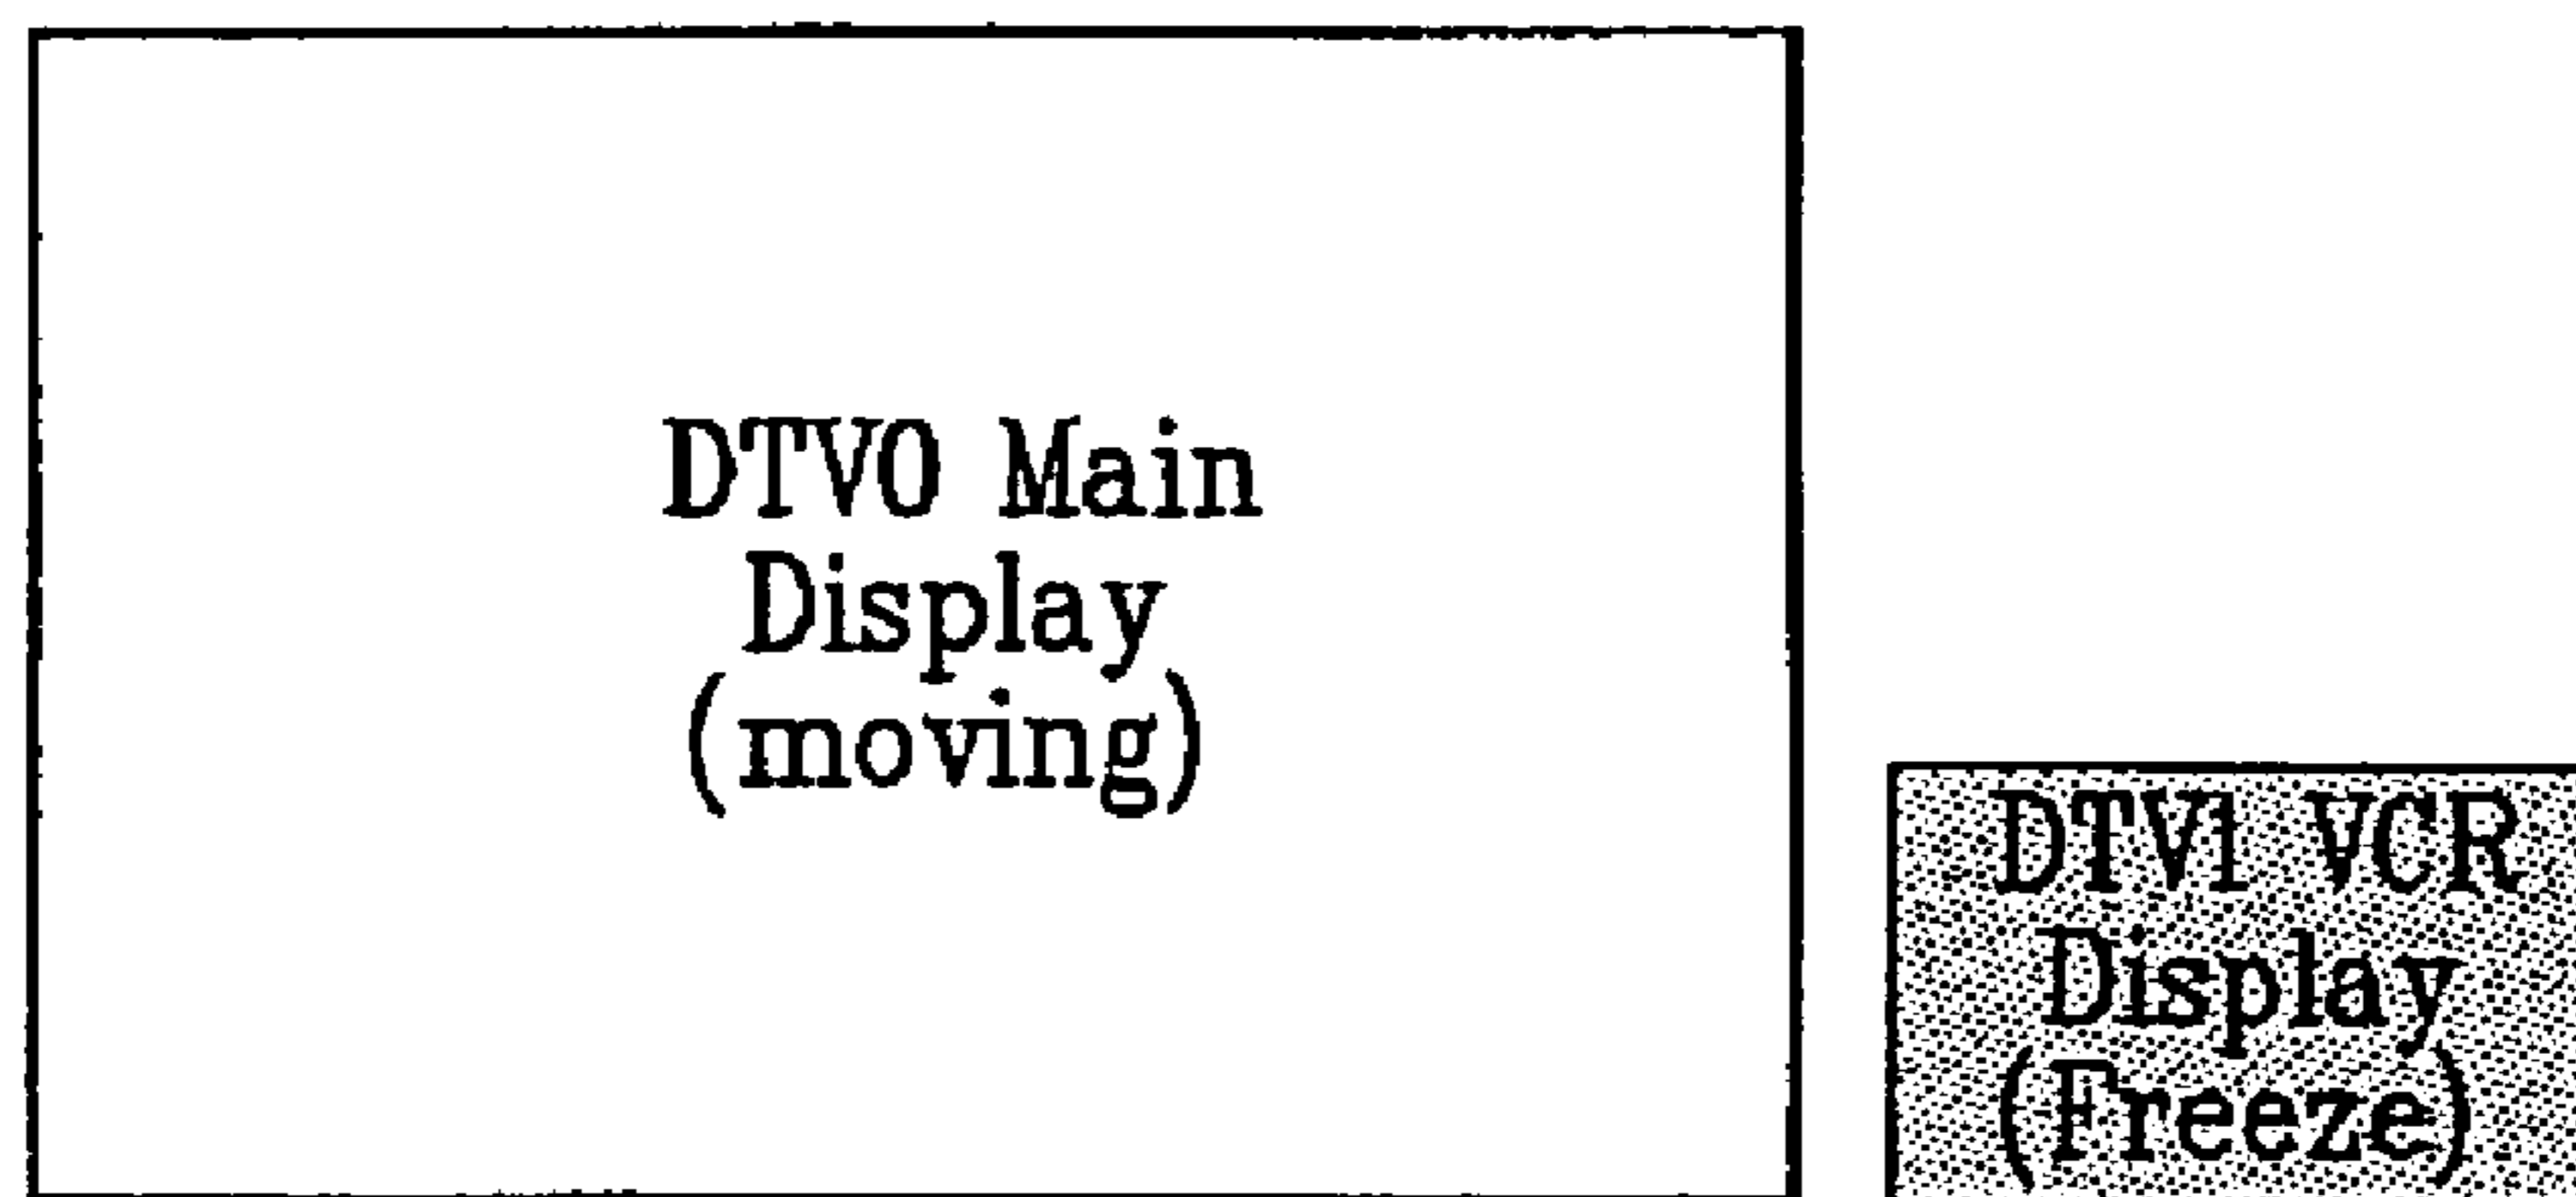 DTV0 Main
Display
(moving)
DTV1 VCR
Display
(Freeze)